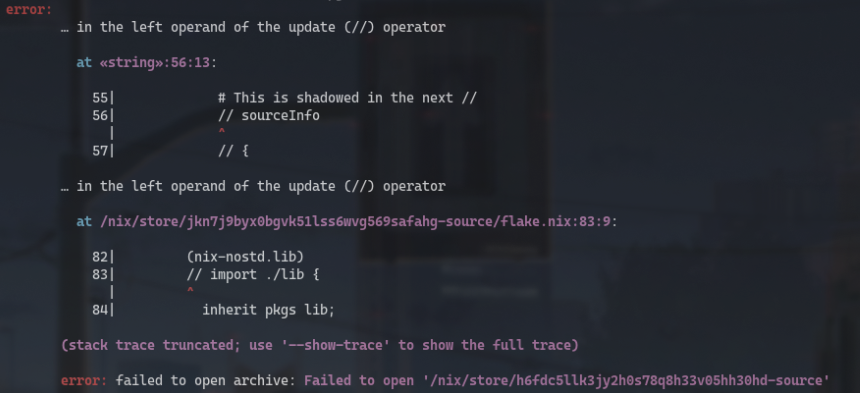 error:
… in the left operand of the update (//) operator
at «string»:56:13:
55| # This is shadowed in the next //
56| // sourceInfo
| ^
57| // {
… in the left operand of the update (//) operator
at /nix/store/jkn7j9byx0bgvk51lss6wvg569safahg-source/flake.nix:83:9:
82| (nix-nostd.lib)
83| // import ./lib {
| ^
84| inherit pkgs lib;
(stack trace truncated; use '--show-trace' to show the full trace)
error: failed to open archive: Failed to open '/nix/store/h6fdc5llk3jy2h0s78q8h33v05hh30hd-source'